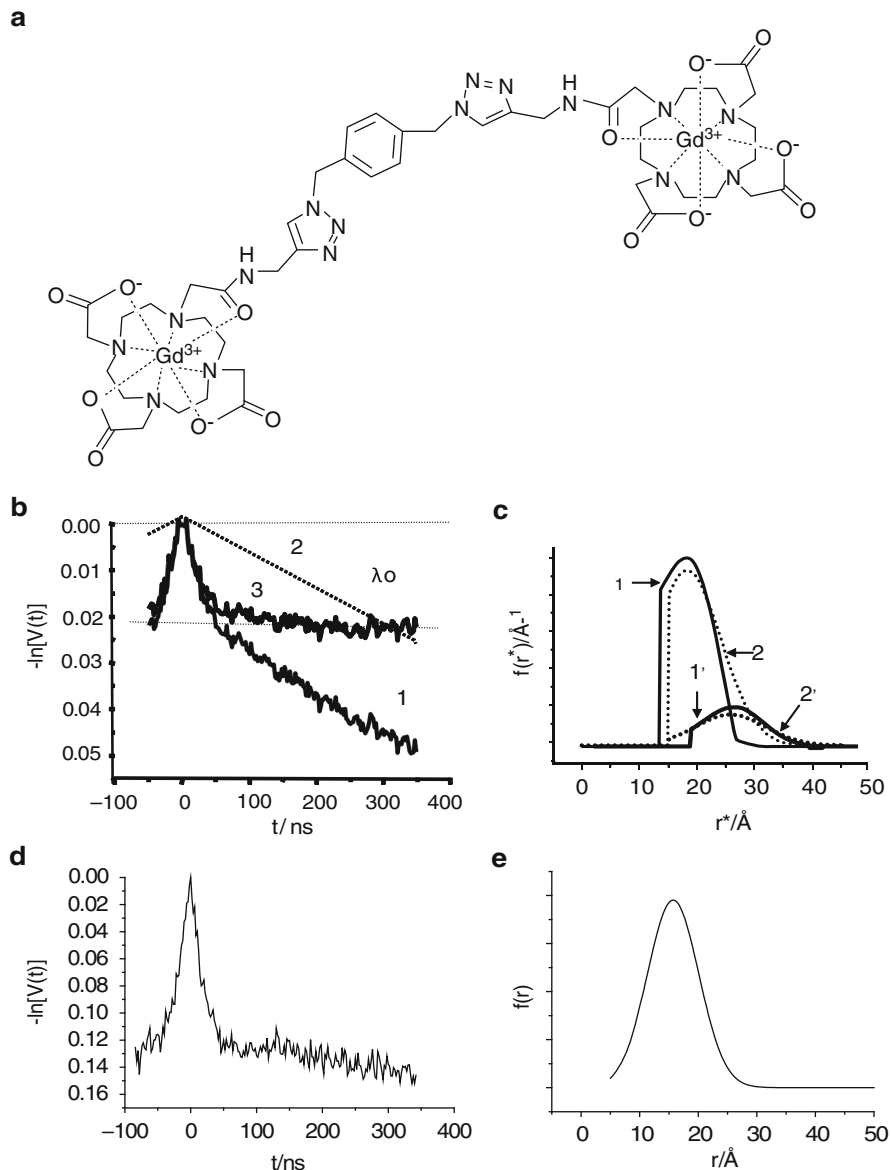 a
O
O-
N=N
N
H
N
O
N
N
O
Gd3+
O-
N
N
O
O-
O
N
N
N
H
N
O
O-
O
N
N
Gd3+
N
O
N
O-
O
O
b
-ln[V(t)]
0.00
0.01
0.02
0.03
0.04
0.05
2
λo
3
1
−100 0 100 200 300 400
t/ ns
c
f(r*)/Å-1
1
2
1'
2'
0 10 20 30 40 50
r*/Å
d
-ln[V(t)]
0.00
0.02
0.04
0.06
0.08
0.10
0.12
0.14
0.16
−100 0 100 200 300 400
t/ns
e
f(r)
0 10 20 30 40 50
r/Å